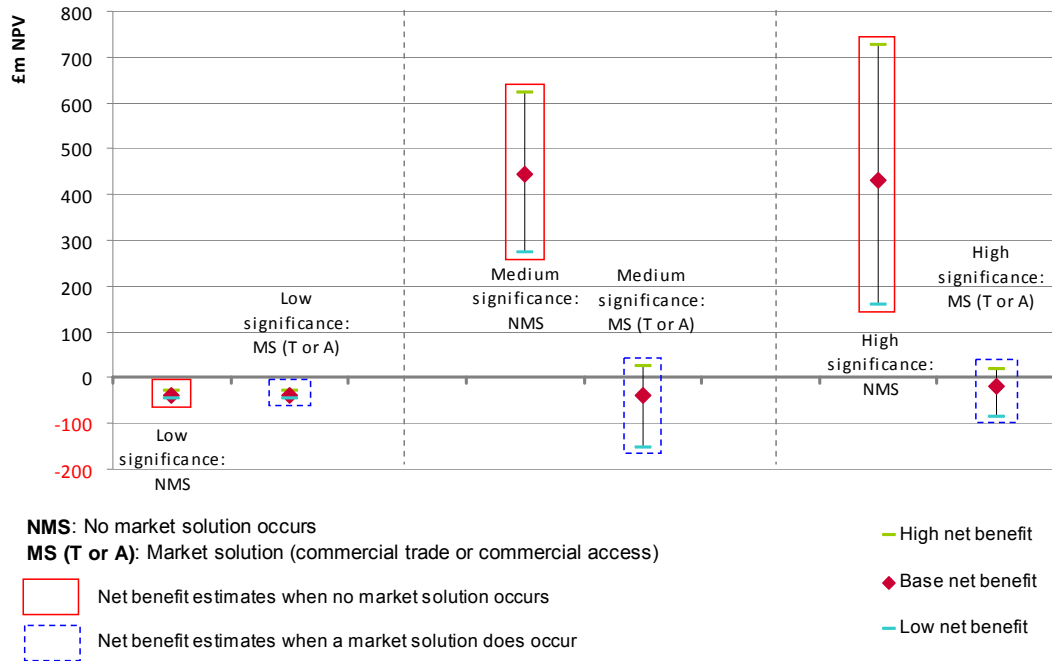 £m NPV
800
700
600
500
400
300
200
100
0
-100
-200
Low
significance:
NMS
Low
significance:
MS (T or A)
Medium
significance:
NMS
Medium
significance:
MS (T or A)
High
significance:
NMS
High
significance:
MS (T or A)
NMS: No market solution occurs
MS (T or A): Market solution (commercial trade or commercial access)
Net benefit estimates when no market solution occurs
Net benefit estimates when a market solution does occur
High net benefit
Base net benefit
Low net benefit